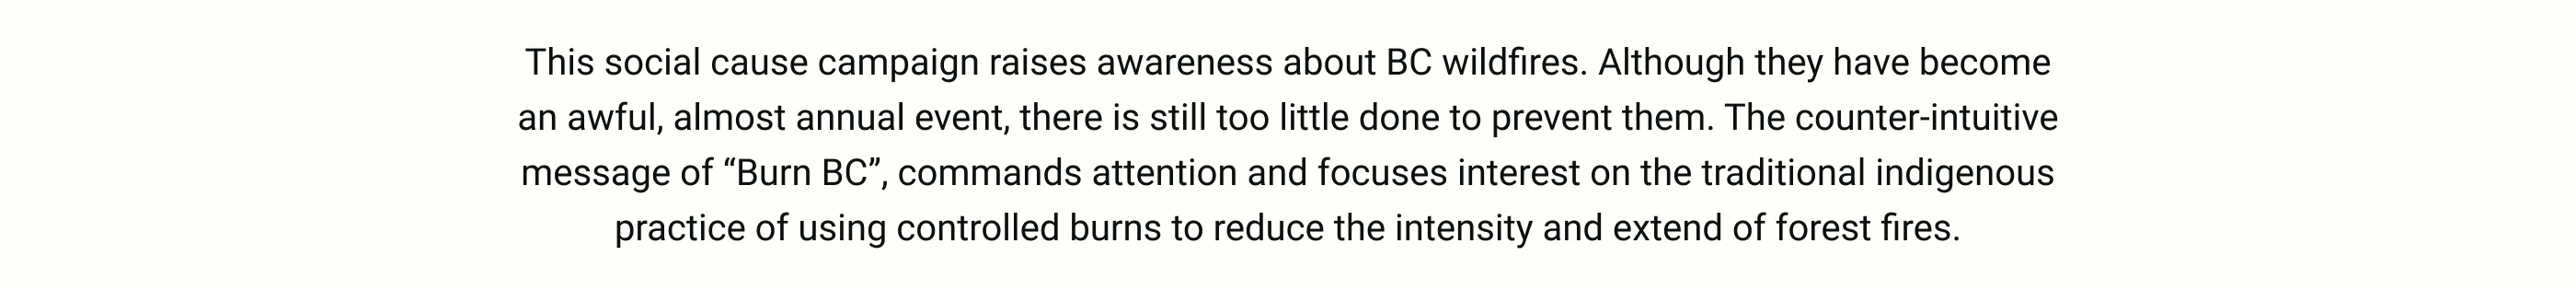 This social cause campaign raises awareness about BC wildfires. Although they have become
an awful, almost annual event, there is still too little done to prevent them. The counter-intuitive
message of “Burn BC”, commands attention and focuses interest on the traditional indigenous
practice of using controlled burns to reduce the intensity and extend of forest fires.